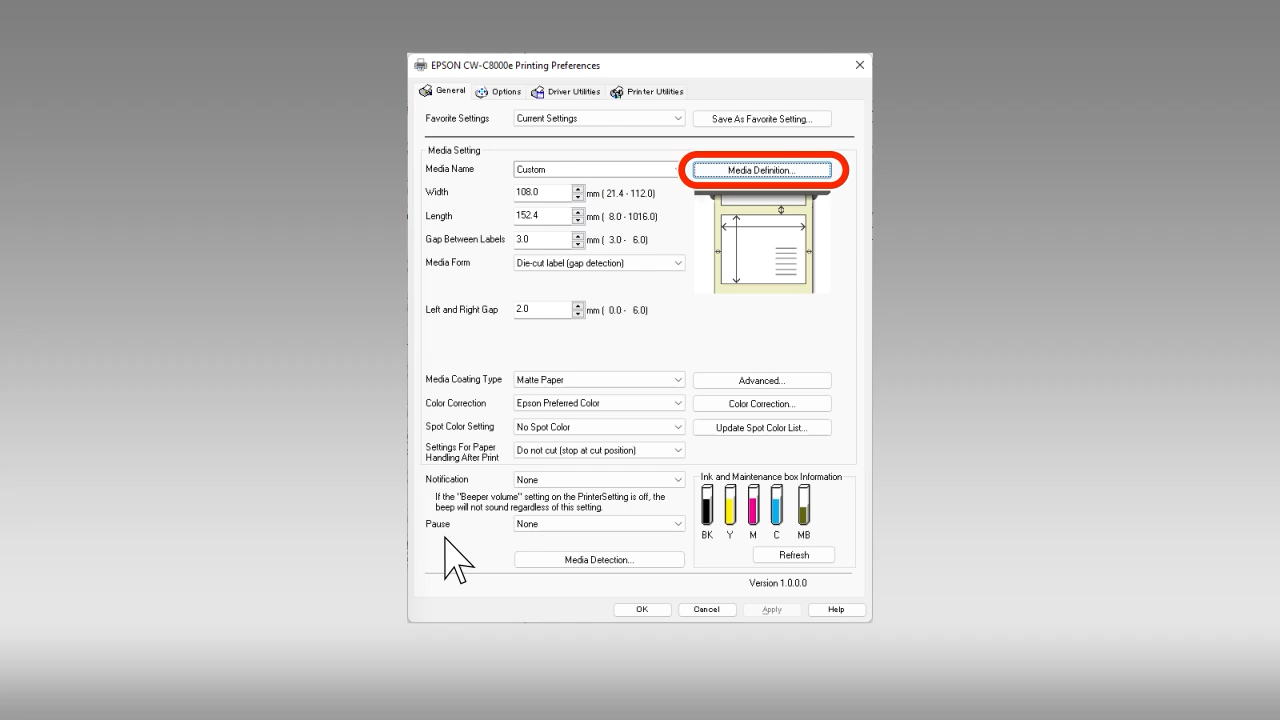 EPSON CW-C8000e Printing Preferences
General Options Driver Utilities Printer Utilities
Favorite Settings Current Settings Save As Favorite Setting...
Media Setting
Media Name Custom Media Definition...
Width 108.0 mm ( 21.4 - 112.0)
Length 152.4 mm ( 8.0 - 1016.0)
Gap Between Labels 3.0 mm ( 3.0 - 6.0)
Media Form Die-cut label (gap detection)
Left and Right Gap 2.0 mm ( 0.0 - 6.0)
Media Coating Type Matte Paper Advanced...
Color Correction Epson Preferred Color Color Correction...
Spot Color Setting No Spot Color Update Spot Color List...
Settings For Paper
Handling After Print Do not cut (stop at cut position)
Notification None
If the "Beeper volume" setting on the PrinterSetting is off, the
beep will not sound regardless of this setting.
Pause None
Media Detection...
Ink and Maintenance box Information
BK Y M C MB
Refresh
Version 1.0.0.0
OK Cancel Apply Help